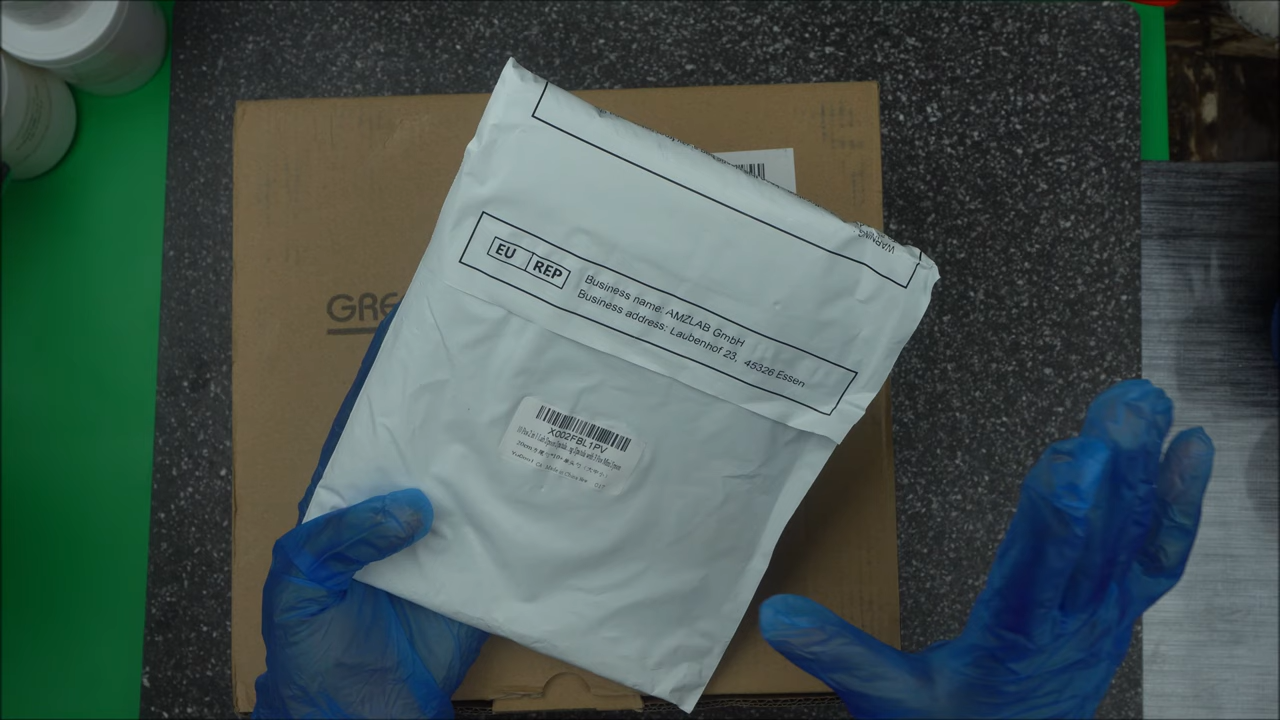 WARNING:
EU REP
Business name: AMZLAB GmbH
Business address: Laubenhof 23, 45326 Essen
GRE
X002FBL1PV